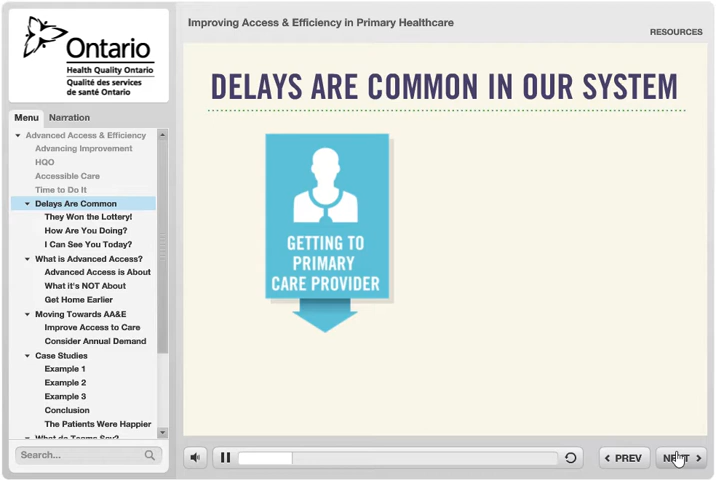 Ontario
Health Quality Ontario
Qualité des services
de santé Ontario
Improving Access & Efficiency in Primary Healthcare
RESOURCES
Menu
Narration
Advanced Access & Efficiency
Advancing Improvement
HQO
Accessible Care
Time to Do It
Delays Are Common
They Won the Lottery!
How Are You Doing?
I Can See You Today?
What is Advanced Access?
Advanced Access is About
What it's NOT About
Get Home Earlier
Moving Towards AA&E
Improve Access to Care
Consider Annual Demand
Case Studies
Example 1
Example 2
Example 3
Conclusion
The Patients Were Happier
What do Teams Say?
Search...
DELAYS ARE COMMON IN OUR SYSTEM
GETTING TO
PRIMARY
CARE PROVIDER
PREV
NEXT